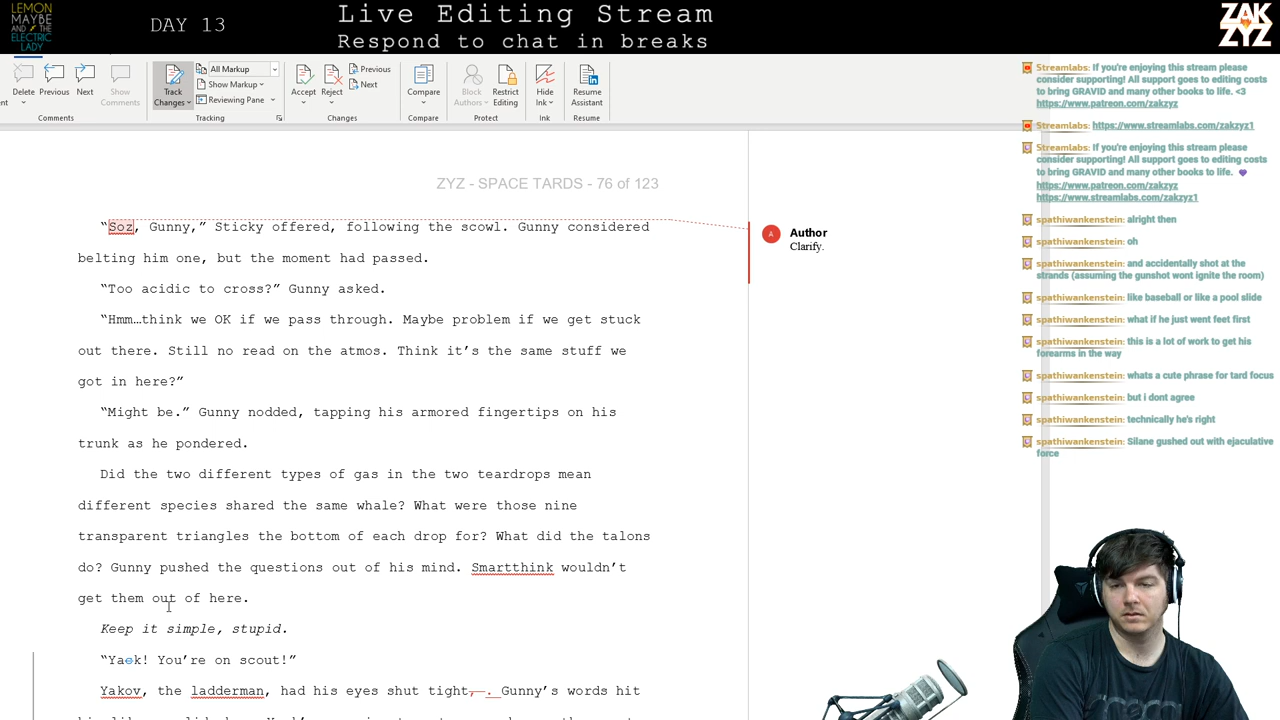 LEMON
MAYBE
AND THE
ELECTRIC
LADY
DAY 13
Live Editing Stream
Respond to chat in breaks
ZAK
ZYZ
Delete
Previous
Next
Show
Comments
Comments
Track
Changes
All Markup
Show Markup
Reviewing Pane
Tracking
Accept
Reject
Previous
Next
Changes
Compare
Compare
Block
Authors
Restrict
Editing
Protect
Hide
Ink
Ink
Resume
Assistant
Resume
ZYZ - SPACE TARDS - 76 of 123
“Soz, Gunny,” Sticky offered, following the scowl. Gunny considered
belting him one, but the moment had passed.
“Too acidic to cross?” Gunny asked.
“Hmm…think we OK if we pass through. Maybe problem if we get stuck
out there. Still no read on the atmos. Think it’s the same stuff we
got in here?”
“Might be.” Gunny nodded, tapping his armored fingertips on his
trunk as he pondered.
Did the two different types of gas in the two teardrops mean
different species shared the same whale? What were those nine
transparent triangles the bottom of each drop for? What did the talons
do? Gunny pushed the questions out of his mind. Smartthink wouldn’t
get them out of here.
Keep it simple, stupid.
“Yaok! You’re on scout!”
Yakov, the ladderman, had his eyes shut tight, . Gunny’s words hit
A
Author
Clarify.
Streamlabs: If you're enjoying this stream please
consider supporting! All support goes to editing costs
to bring GRAVID and many other books to life. <3
https://www.patreon.com/zakzyz
Streamlabs: https://www.streamlabs.com/zakzyz1
Streamlabs: If you're enjoying this stream please
consider supporting! All support goes to editing costs
to bring GRAVID and many other books to life. 💜
https://www.patreon.com/zakzyz
https://www.streamlabs.com/zakzyz1
spathiwankenstein: alright then
spathiwankenstein: oh
spathiwankenstein: and accidentally shot at the
strands (assuming the gunshot wont ignite the room)
spathiwankenstein: like baseball or like a pool slide
spathiwankenstein: what if he just went feet first
spathiwankenstein: this is a lot of work to get his
forearms in the way
spathiwankenstein: whats a cute phrase for tard focus
spathiwankenstein: but i dont agree
spathiwankenstein: technically he's right
spathiwankenstein: Silane gushed out with ejaculative
force